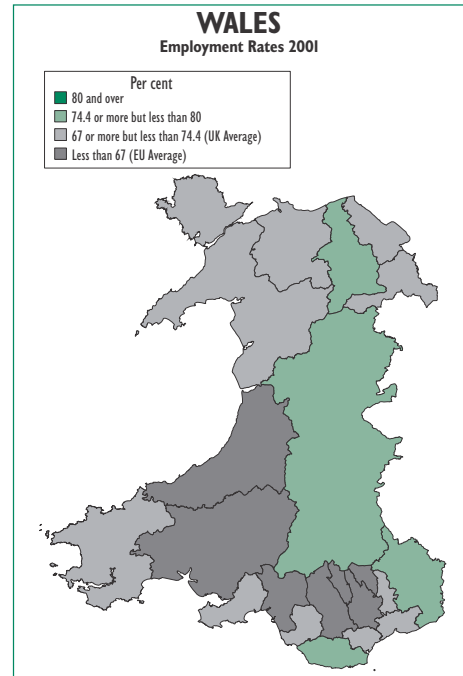 WALES
Employment Rates 2001
Per cent
80 and over
74.4 or more but less than 80
67 or more but less than 74.4 (UK Average)
Less than 67 (EU Average)